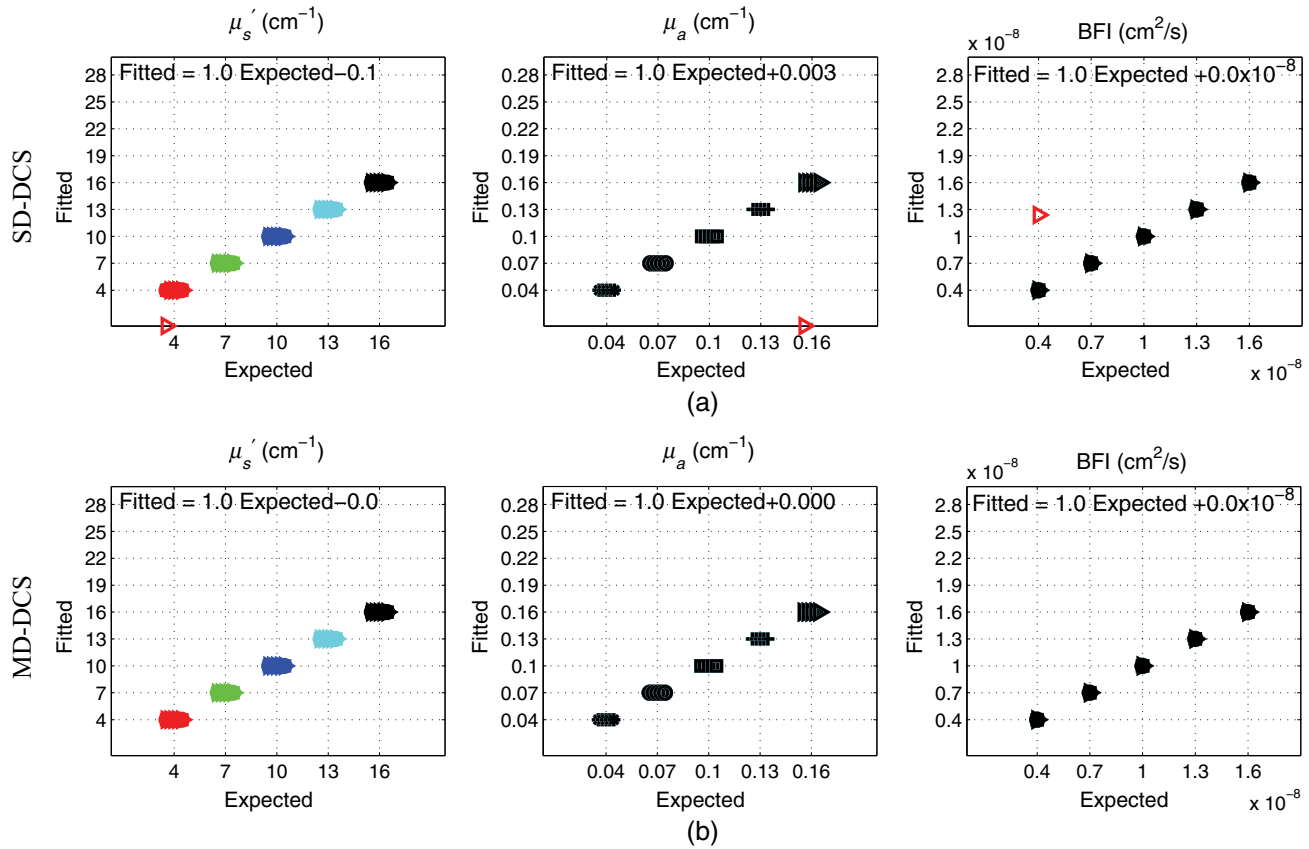 μs′ (cm−1)
μa (cm−1)
BFI (cm2/s)
x 10−8
SD-DCS
Fitted
28
25
22
19
16
13
10
7
4
Fitted = 1.0 Expected−0.1
4 7 10 13 16
Expected
Fitted
0.28
0.25
0.22
0.19
0.16
0.13
0.1
0.07
0.04
Fitted = 1.0 Expected+0.003
0.04 0.07 0.1 0.13 0.16
Expected
Fitted
2.8
2.5
2.2
1.9
1.6
1.3
1
0.7
0.4
Fitted = 1.0 Expected +0.0x10−8
0.4 0.7 1 1.3 1.6
Expected
x 10−8
(a)
μs′ (cm−1)
μa (cm−1)
BFI (cm2/s)
x 10−8
MD-DCS
Fitted
28
25
22
19
16
13
10
7
4
Fitted = 1.0 Expected−0.0
4 7 10 13 16
Expected
Fitted
0.28
0.25
0.22
0.19
0.16
0.13
0.1
0.07
0.04
Fitted = 1.0 Expected+0.000
0.04 0.07 0.1 0.13 0.16
Expected
Fitted
2.8
2.5
2.2
1.9
1.6
1.3
1
0.7
0.4
Fitted = 1.0 Expected +0.0x10−8
0.4 0.7 1 1.3 1.6
Expected
x 10−8
(b)